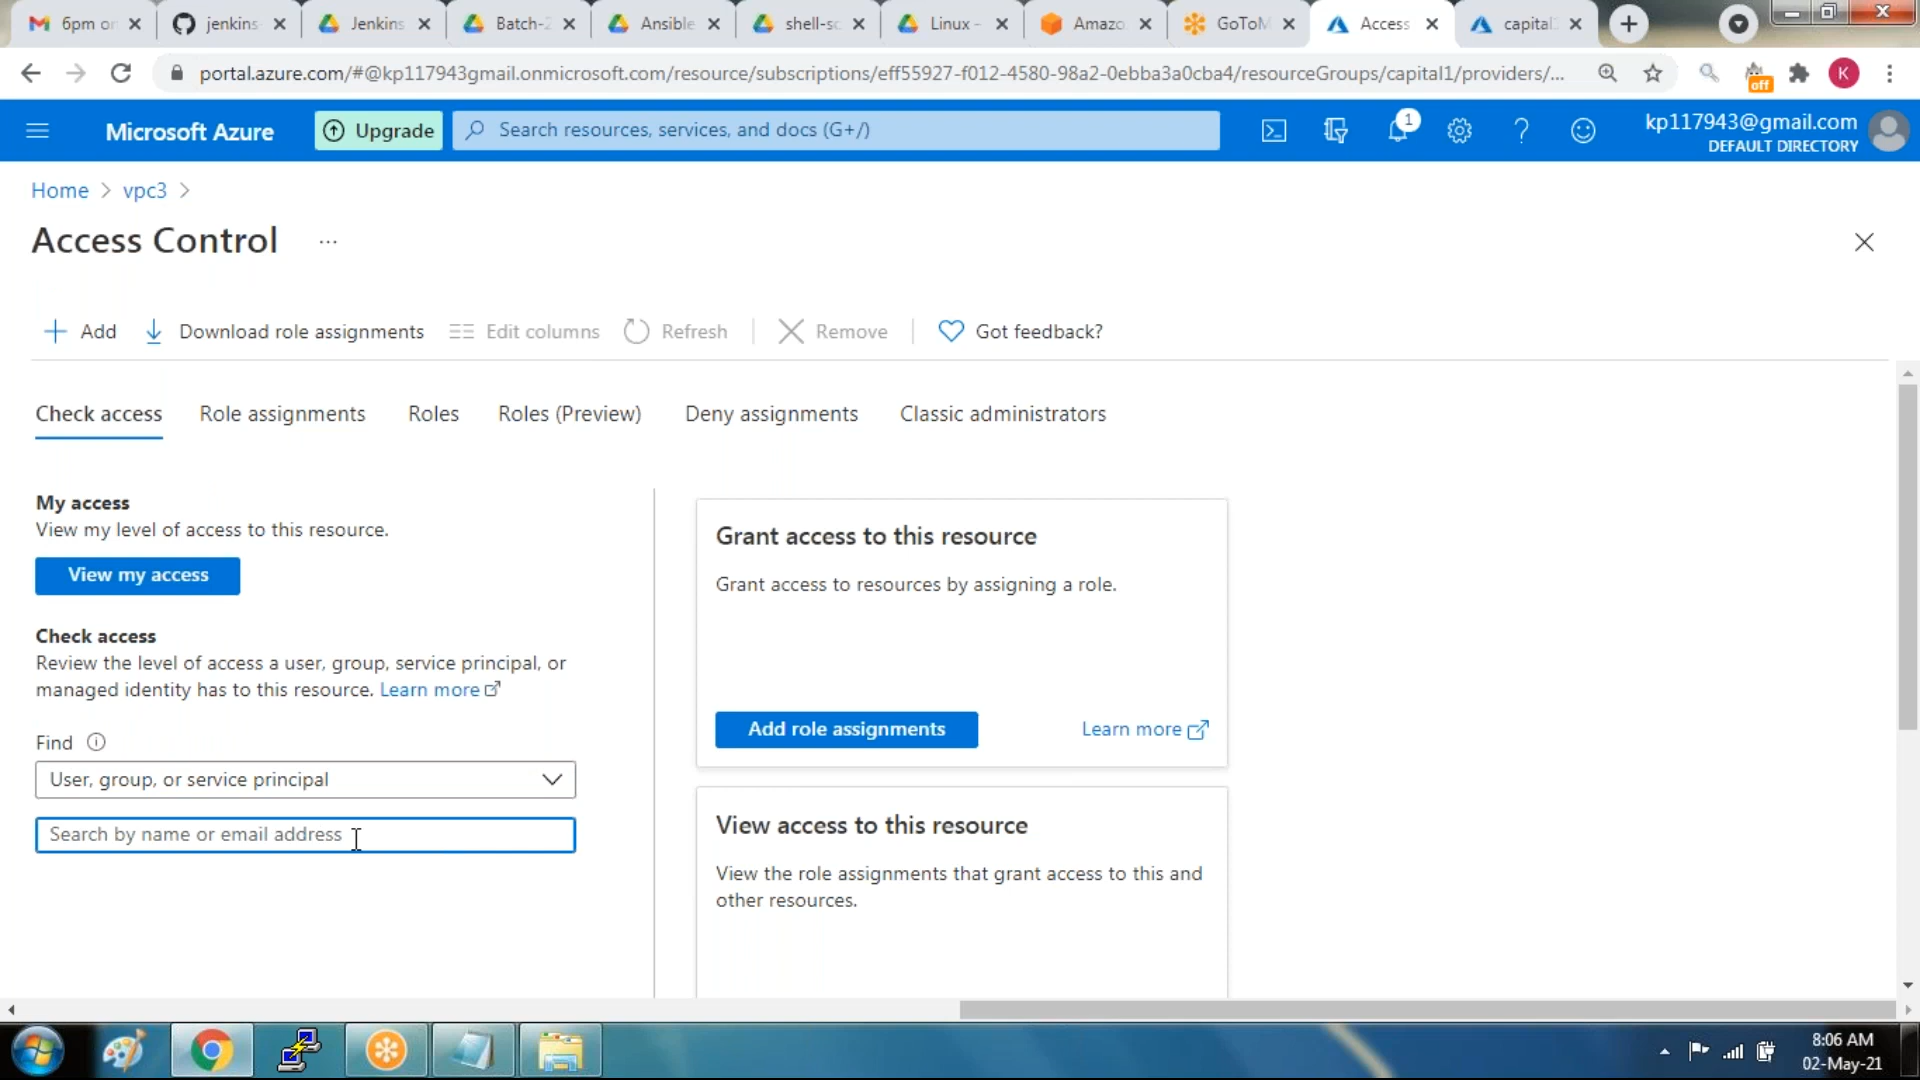 6pm on
jenkins
Jenkins
Batch-2
Ansible
shell-sc
Linux -
Amazo
GoToM
Access
capital
portal.azure.com/#@kp117943gmail.onmicrosoft.com/resource/subscriptions/eff55927-f012-4580-98a2-0ebba3a0cba4/resourceGroups/capital1/providers/...
off
K
Microsoft Azure
Upgrade
Search resources, services, and docs (G+/)
1
kp117943@gmail.com
DEFAULT DIRECTORY
Home > vpc3 >
Access Control ...
Add
Download role assignments
Edit columns
Refresh
Remove
Got feedback?
Check access
Role assignments
Roles
Roles (Preview)
Deny assignments
Classic administrators
My access
View my level of access to this resource.
View my access
Check access
Review the level of access a user, group, service principal, or
managed identity has to this resource. Learn more
Find
User, group, or service principal
Search by name or email address
Grant access to this resource
Grant access to resources by assigning a role.
Add role assignments
Learn more
View access to this resource
View the role assignments that grant access to this and
other resources.
8:06 AM
02-May-21